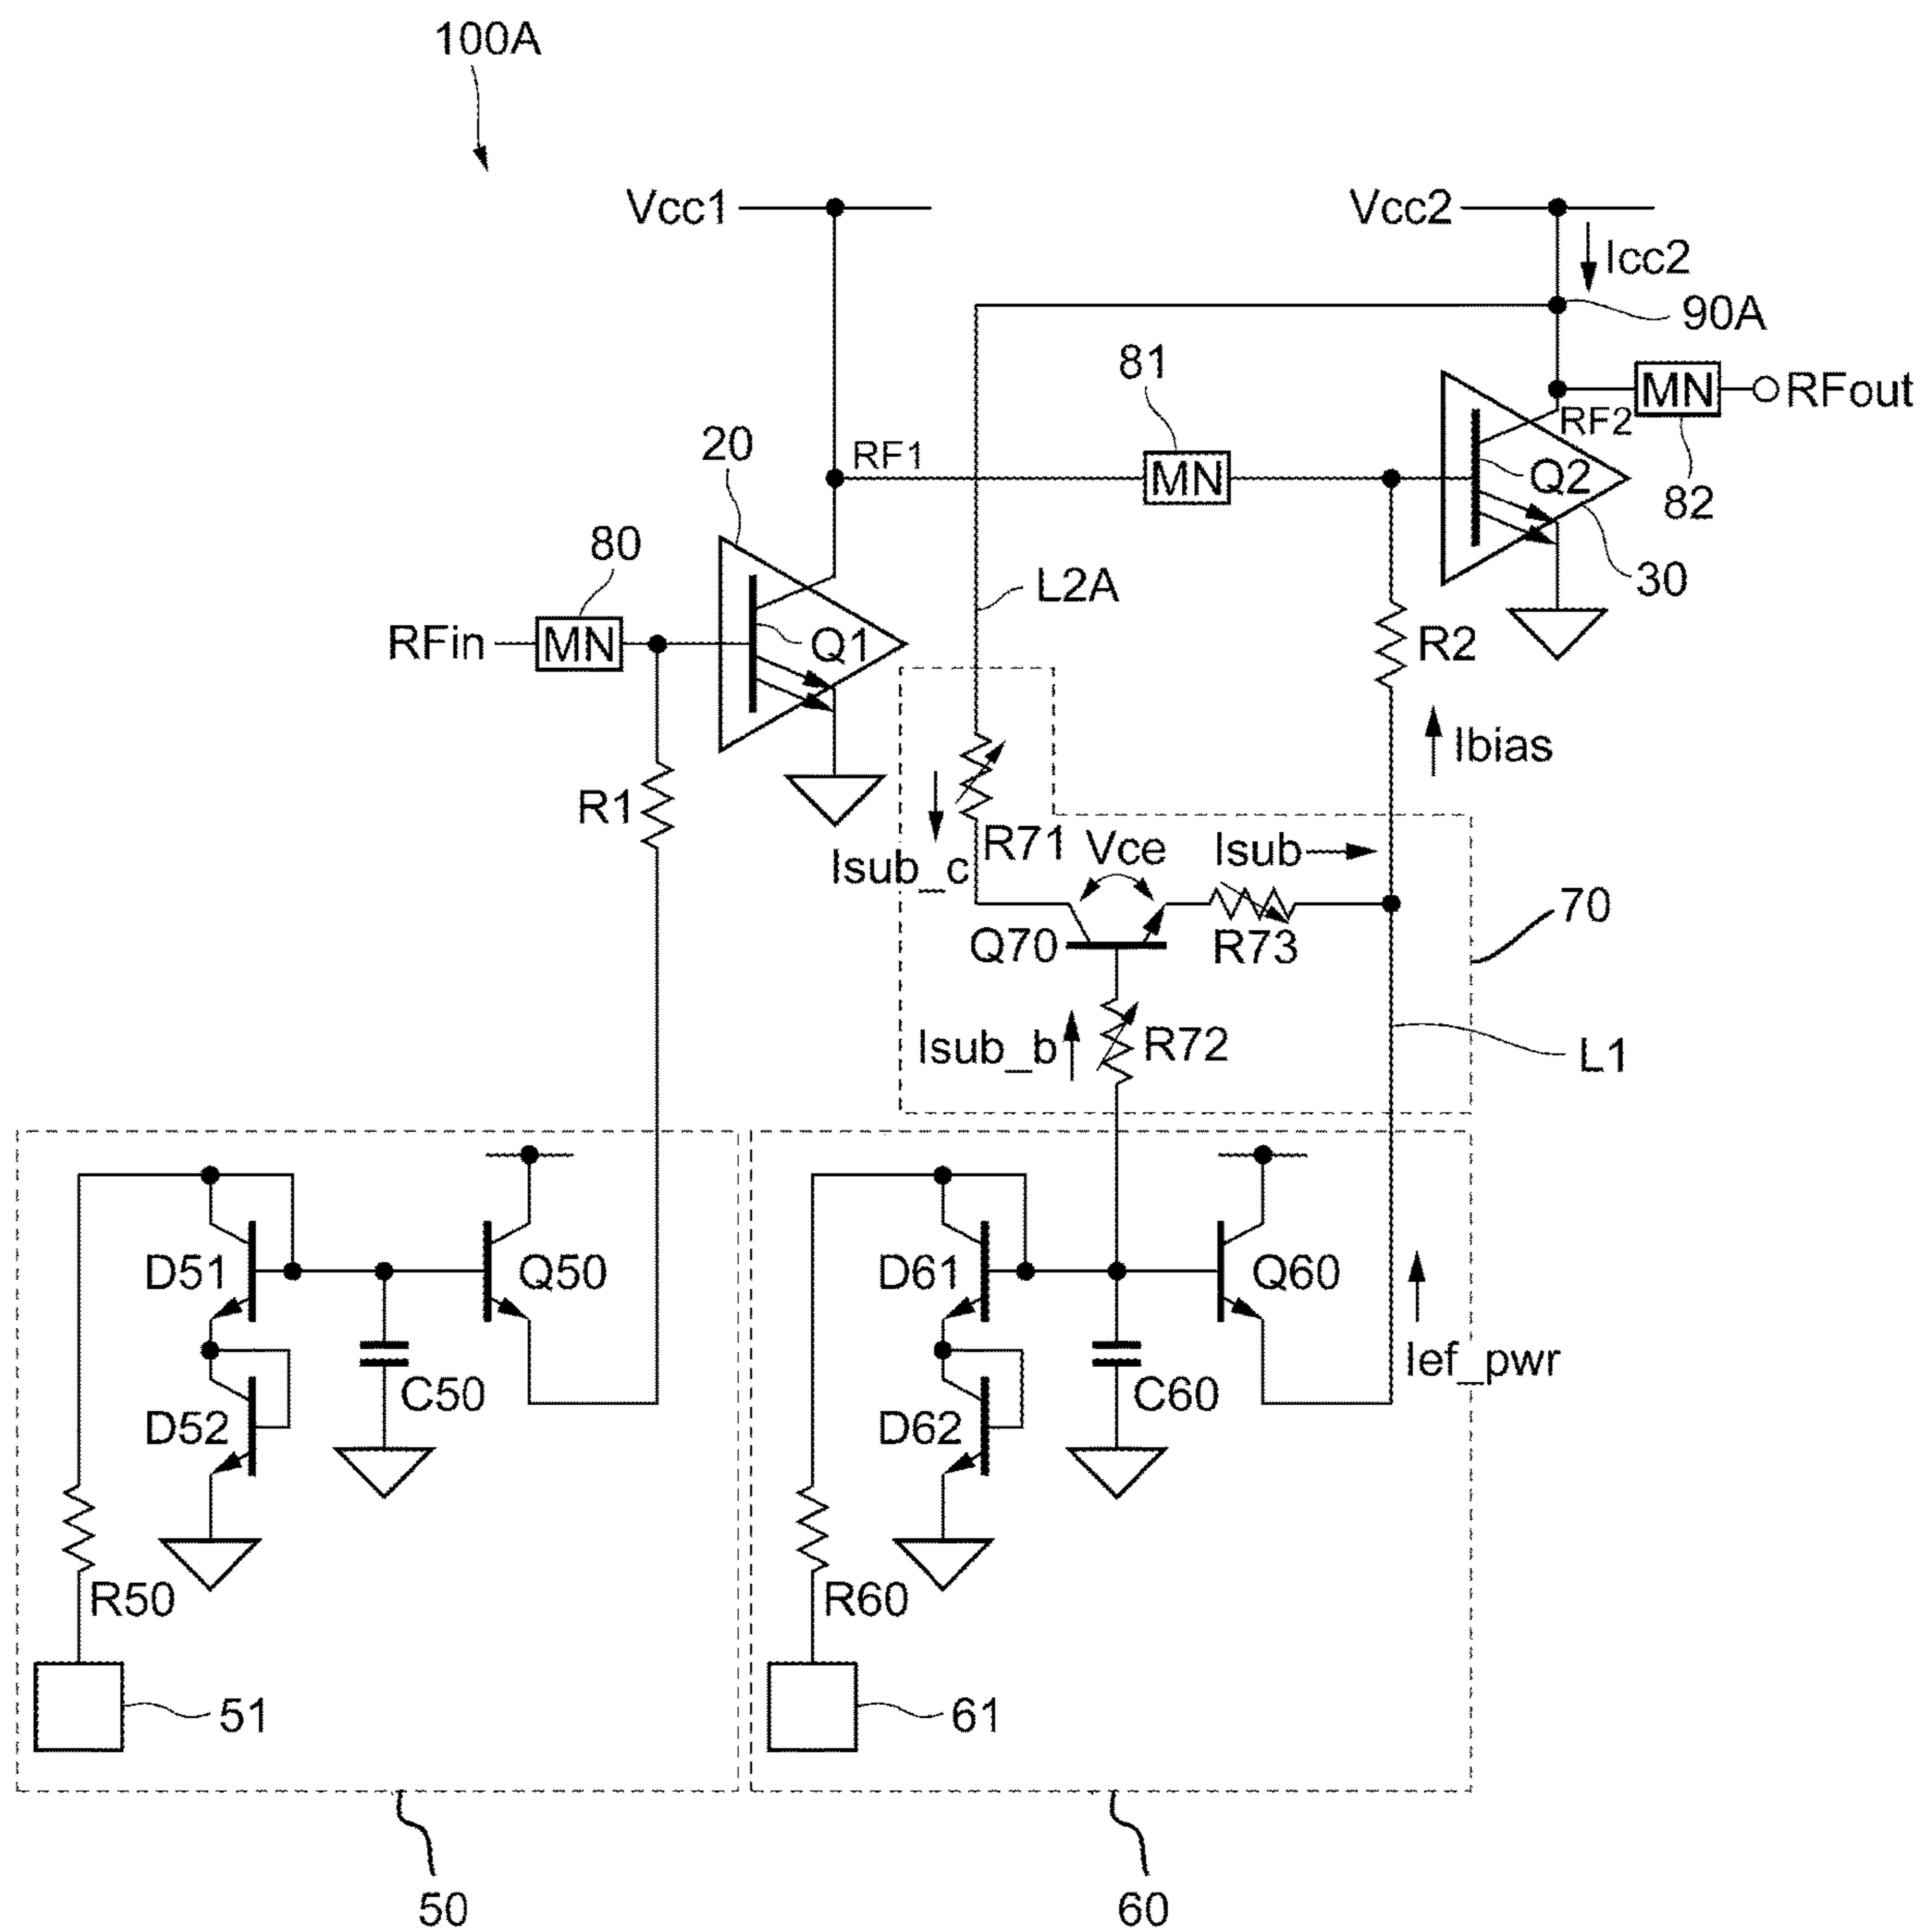 100A
Vcc1
Vcc2
Icc2
90A
81
MN
RFout
RF2
20
RF1
MN
Q2
82
80
L2A
30
RFin
MN
Q1
R2
Ibias
R1
R71
Vce
Isub
Isub_c
70
Q70
R73
Isub_b
R72
L1
D51
Q50
D61
Q60
Ief_pwr
D52
C50
D62
C60
R50
R60
51
61
50
60